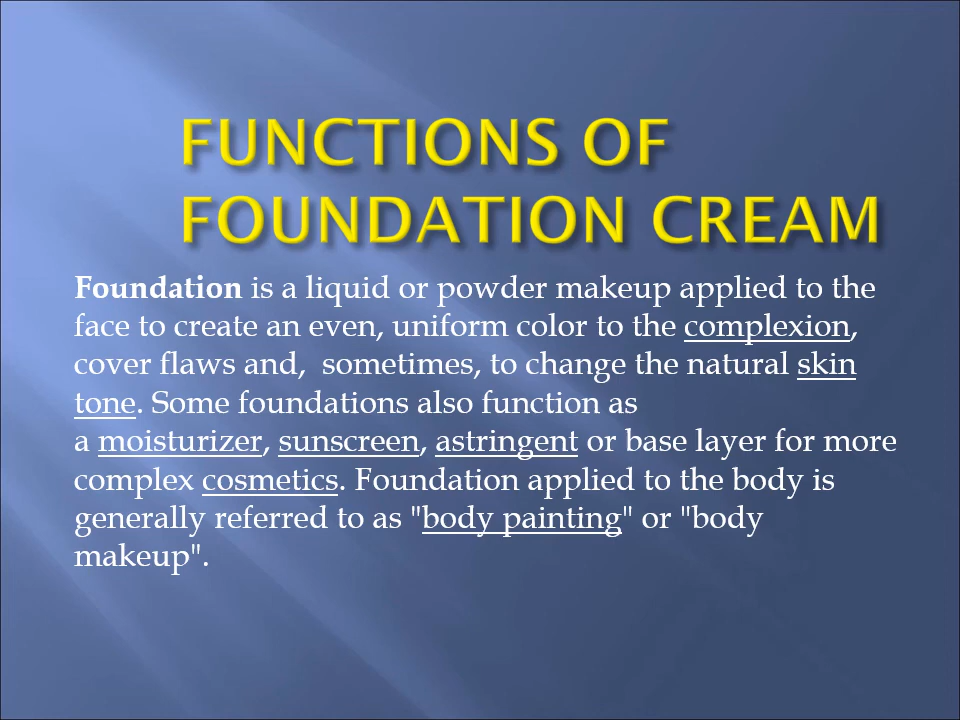 FUNCTIONS OF
FOUNDATION CREAM
Foundation is a liquid or powder makeup applied to the
face to create an even, uniform color to the complexion,
cover flaws and,  sometimes, to change the natural skin
tone. Some foundations also function as
a moisturizer, sunscreen, astringent or base layer for more
complex cosmetics. Foundation applied to the body is
generally referred to as "body painting" or "body
makeup".